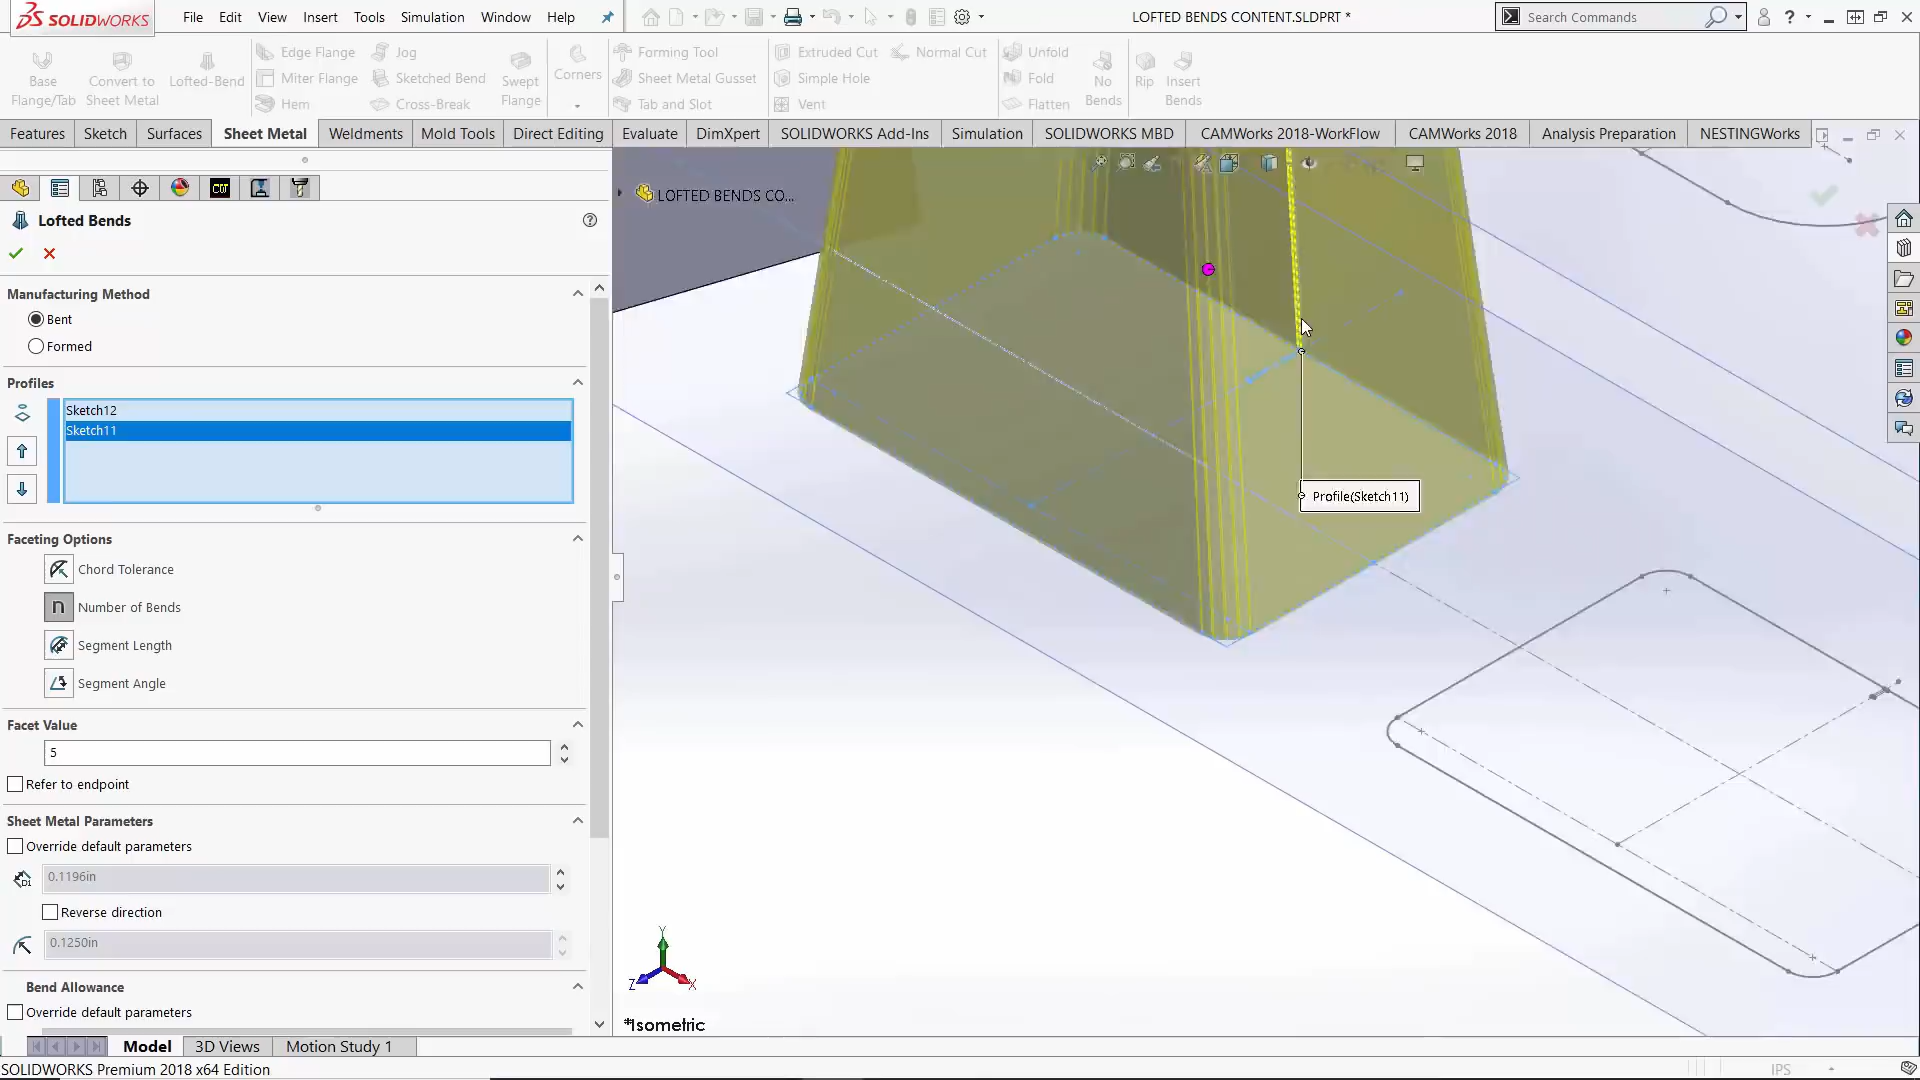 SOLIDWORKS File Edit View Insert Tools Simulation Window Help LOFTED BENDS CONTENT.SLDPRT * Search Commands ?
Base Flange/Tab
Convert to Sheet Metal
Lofted-Bend
Edge Flange
Miter Flange
Hem
Jog
Sketched Bend
Cross-Break
Swept Flange
Corners
Forming Tool
Sheet Metal Gusset
Tab and Slot
Extruded Cut
Simple Hole
Vent
Normal Cut
Unfold
Fold
Flatten
No Bends
Rip
Insert Bends
Features Sketch Surfaces Sheet Metal Weldments Mold Tools Direct Editing Evaluate DimXpert SOLIDWORKS Add-Ins Simulation SOLIDWORKS MBD CAMWorks 2018-WorkFlow CAMWorks 2018 Analysis Preparation NESTINGWorks
LOFTED BENDS CO...
Lofted Bends ?
Manufacturing Method
Bent
Formed
Profiles
Sketch12
Sketch11
Profile(Sketch11)
Faceting Options
Chord Tolerance
n Number of Bends
Segment Length
Segment Angle
Facet Value
5
Refer to endpoint
Sheet Metal Parameters
Override default parameters
0.1196in
Reverse direction
0.1250in
Bend Allowance
Override default parameters
Y
Z X
*Isometric
Model 3D Views Motion Study 1
SOLIDWORKS Premium 2018 x64 Edition IPS